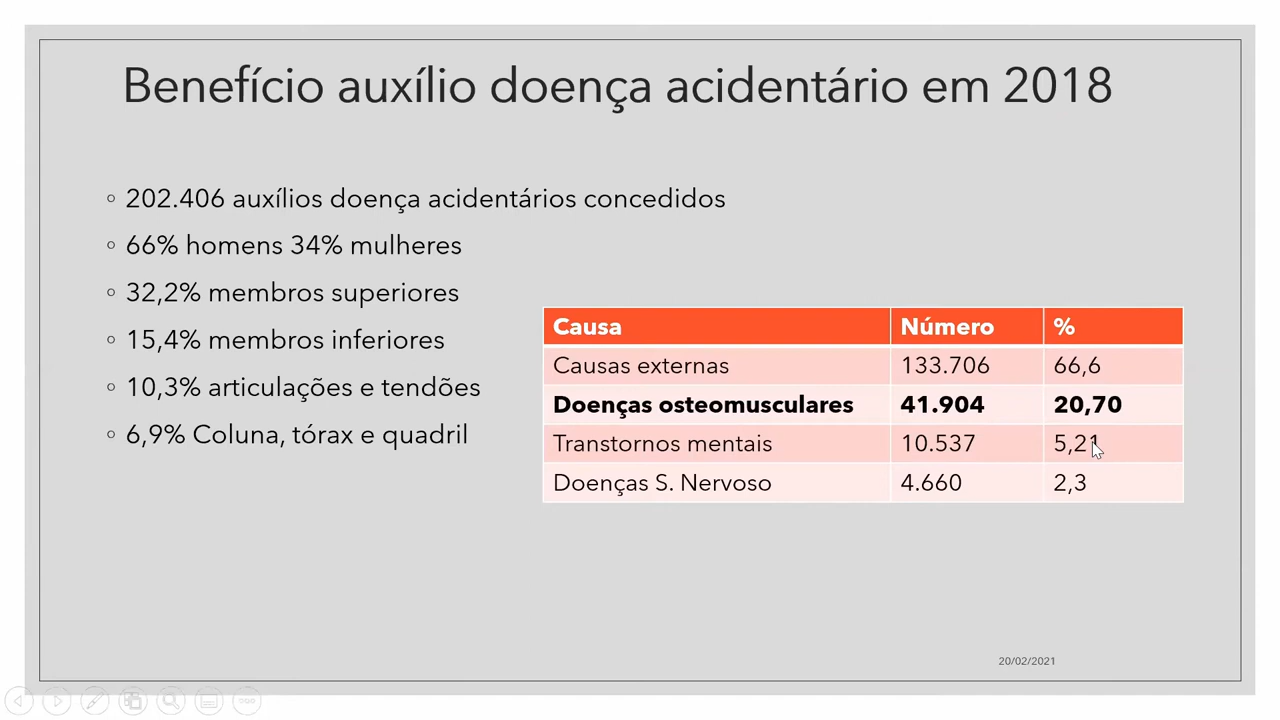 Benefício auxílio doença acidentário em 2018
202.406 auxílios doença acidentários concedidos
66% homens 34% mulheres
32,2% membros superiores
15,4% membros inferiores
10,3% articulações e tendões
6,9% Coluna, tórax e quadril
Causa Número %
Causas externas 133.706 66,6
Doenças osteomusculares 41.904 20,70
Transtornos mentais 10.537 5,21
Doenças S. Nervoso 4.660 2,3
20/02/2021